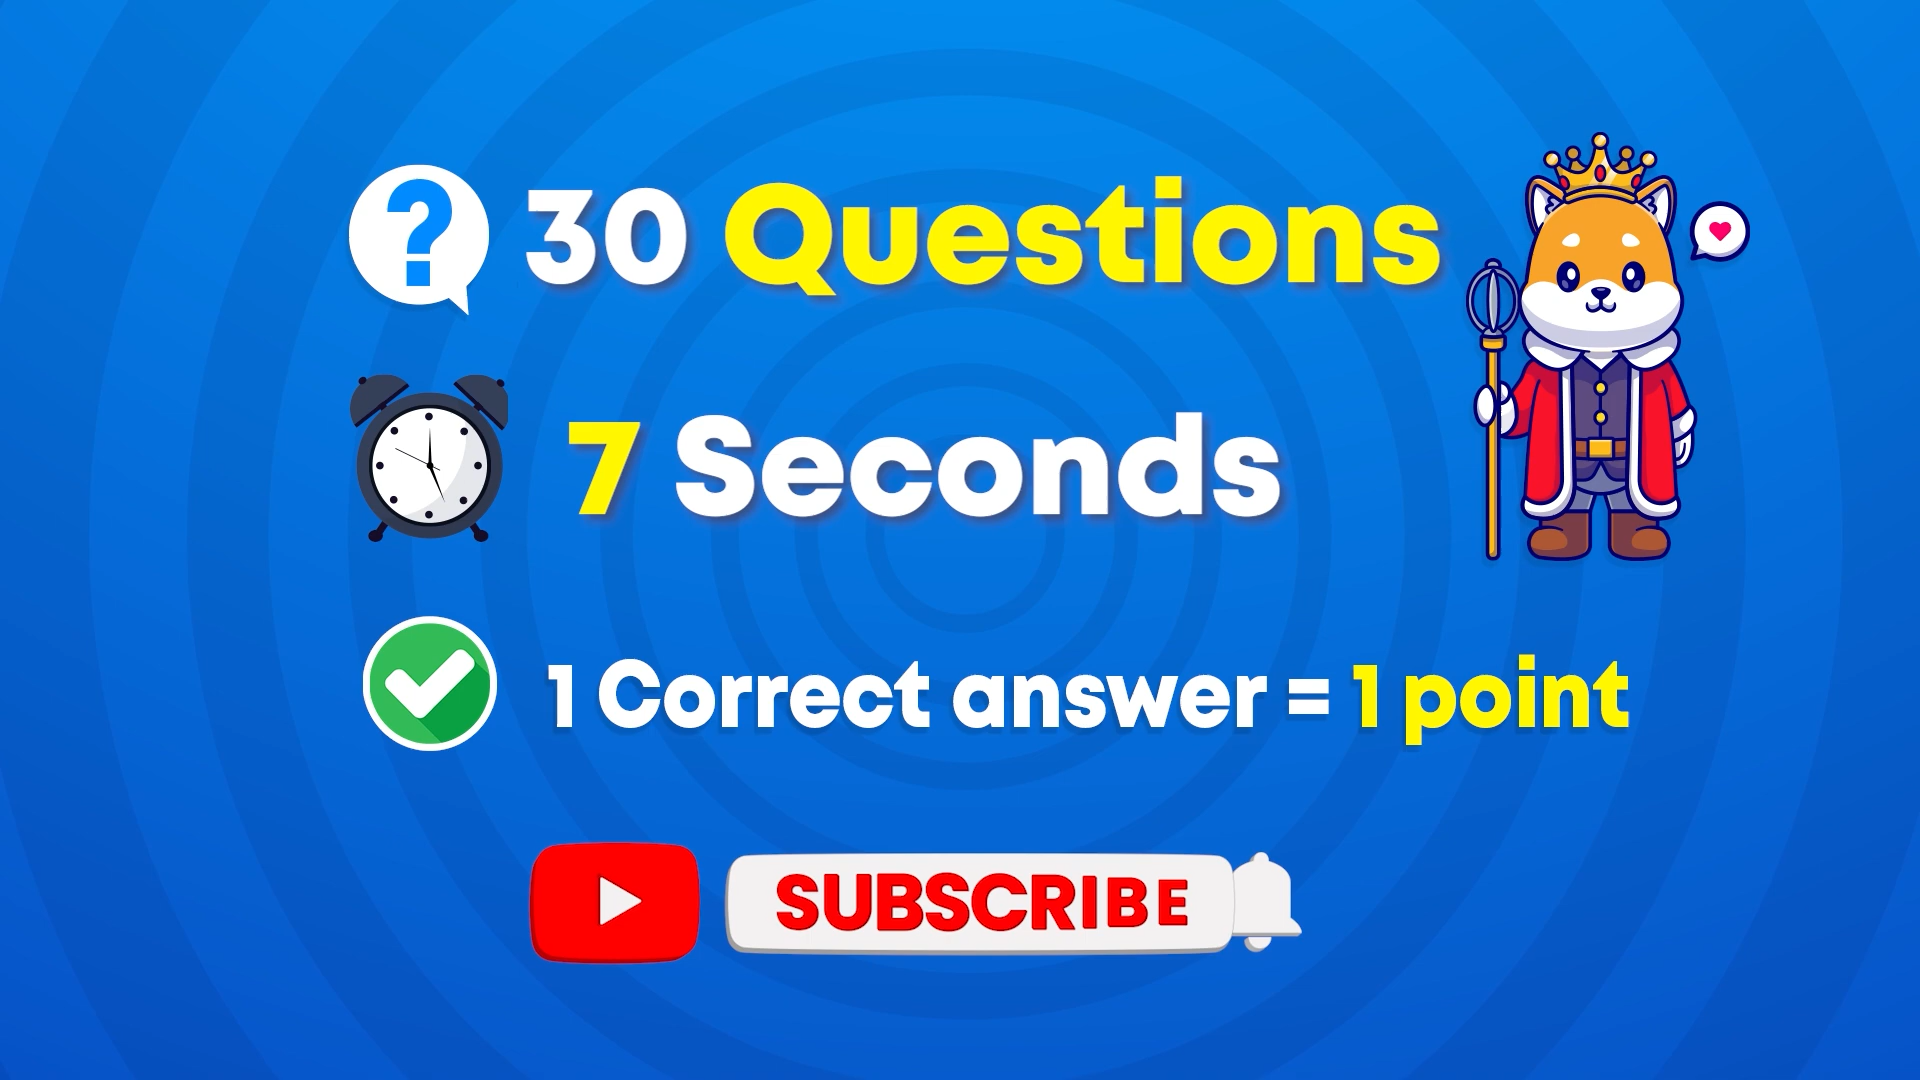 30 Questions
7 Seconds
1 Correct answer = 1 point
SUBSCRIBE